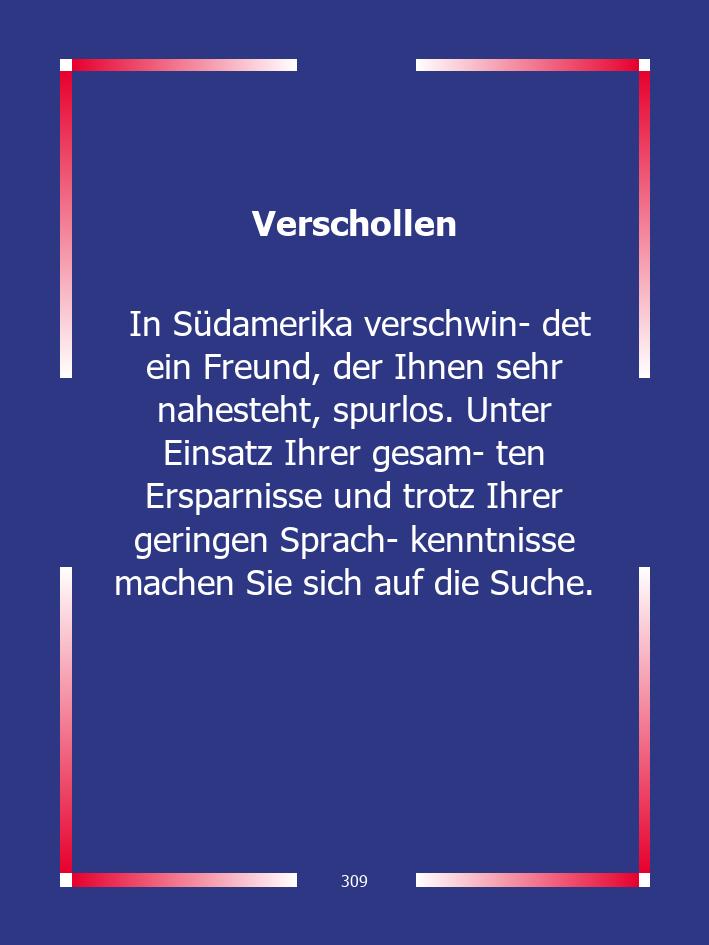 Verschollen
In Südamerika verschwin- det
ein Freund, der Ihnen sehr
nahesteht, spurlos. Unter
Einsatz Ihrer gesam- ten
Ersparnisse und trotz Ihrer
geringen Sprach- kenntnisse
machen Sie sich auf die Suche.
309